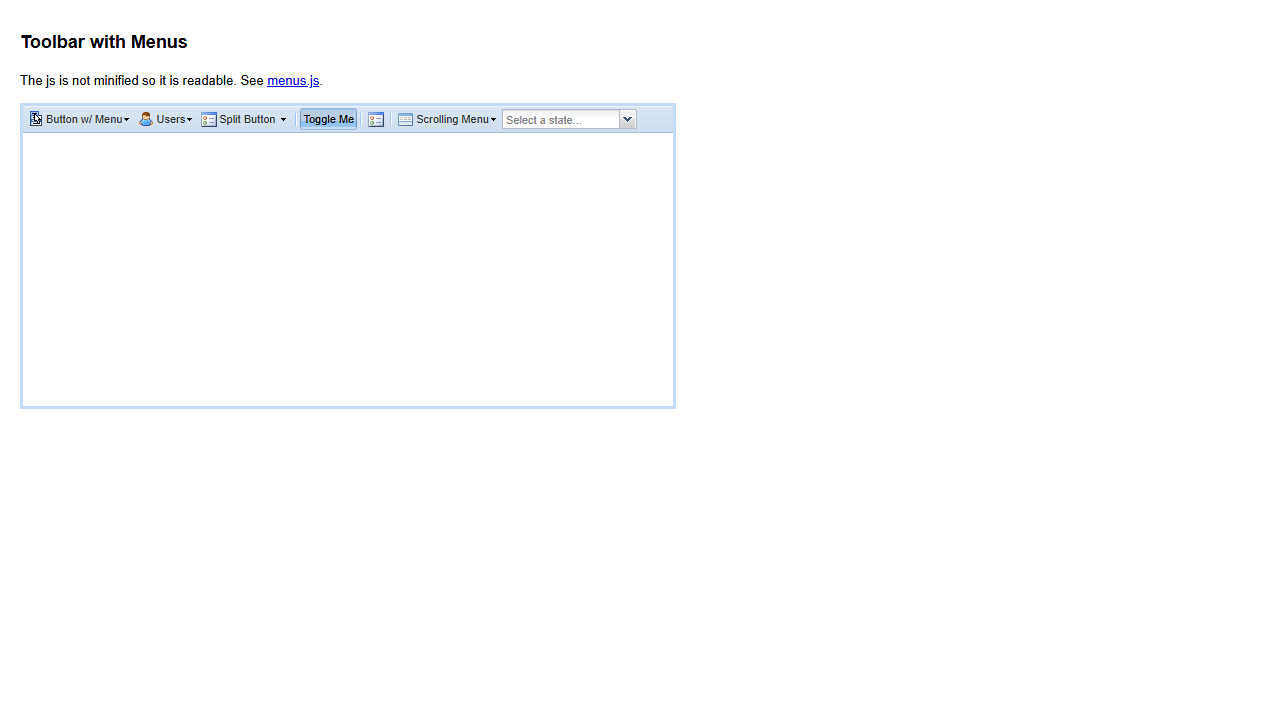 Toolbar with Menus
The js is not minified so it is readable. See menus.js.
Button w/ Menu Users Split Button Toggle Me Scrolling Menu Select a state...